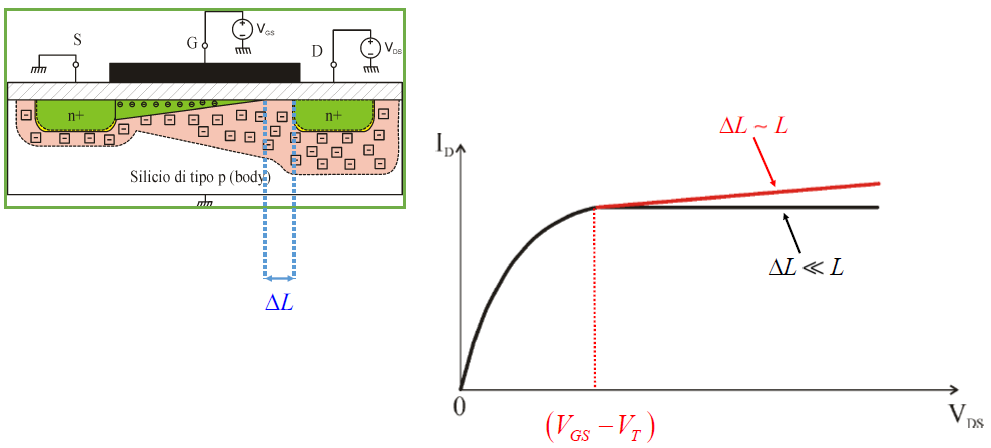 S
G
V_GS
D
V_DS
n+
n+
Silicio di tipo p (body)
ΔL
I_D
ΔL ~ L
ΔL ≪ L
0
(V_GS − V_T)
V_DS